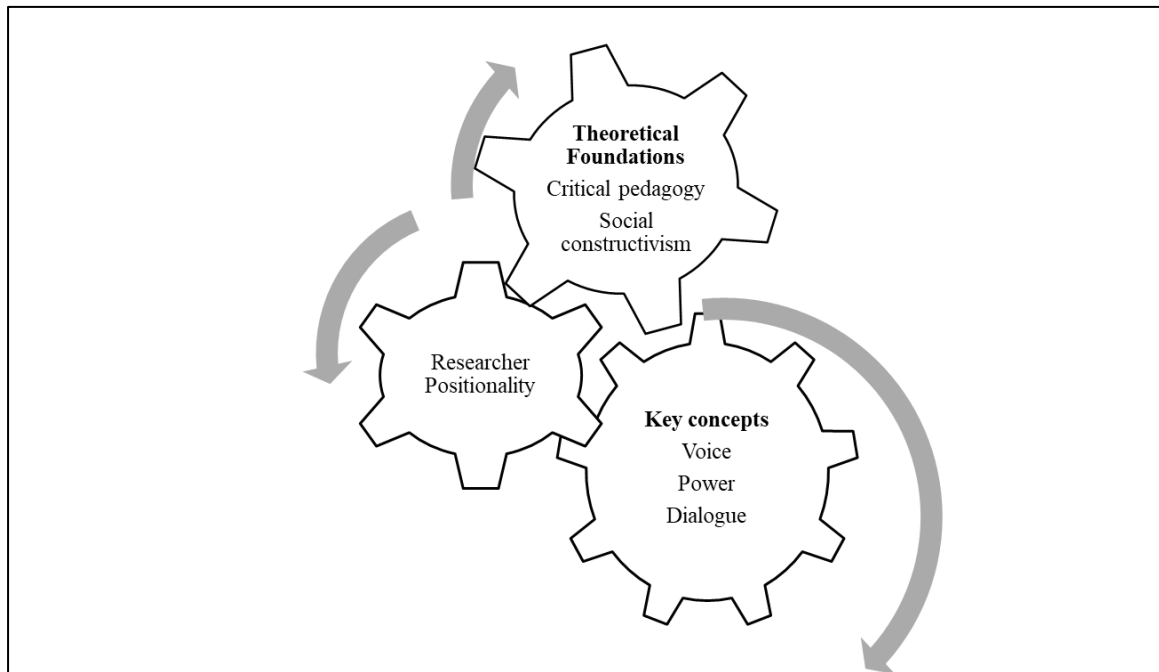 Theoretical
Foundations
Critical pedagogy
Social
constructivism
Researcher
Positionality
Key concepts
Voice
Power
Dialogue